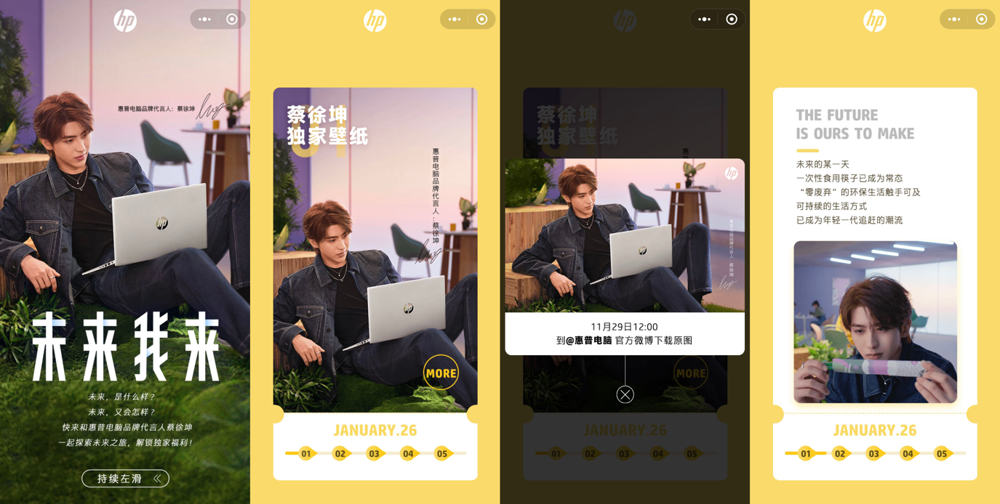 hp
惠普电脑品牌代言人：蔡徐坤
hp
未来我来
未来，是什么样？
未来，又会怎样？
快来和惠普电脑品牌代言人蔡徐坤
一起探索未来之旅，解锁独家福利！
持续左滑
hp
蔡徐坤
独家壁纸
01
惠普电脑品牌代言人：蔡徐坤
hp
MORE
JANUARY.26
01 02 03 04 05
hp
蔡徐坤
独家壁纸
hp
惠普电脑品牌代言人：蔡徐坤
hp
11月29日12:00
到@惠普电脑 官方微博下载原图
MORE
JANUARY.26
01 02 03 04 05
hp
THE FUTURE
IS OURS TO MAKE
未来的某一天
一次性食用筷子已成为常态
“零废弃”的环保生活触手可及
可持续的生活方式
已成为年轻一代追赶的潮流
JANUARY.26
01 02 03 04 05